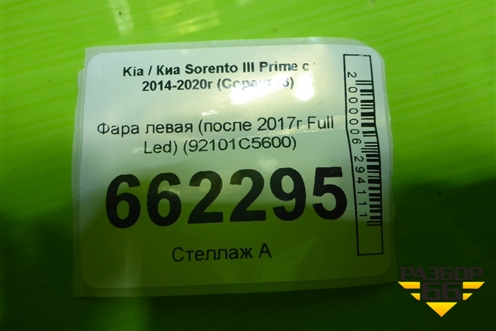 Kia / Киа Sorento III Prime с
2014-2020г
Фара левая (после 2017г Full
Led) (92101C5600)
662295
Стеллаж А
2000006294111
РАЗБОР
66